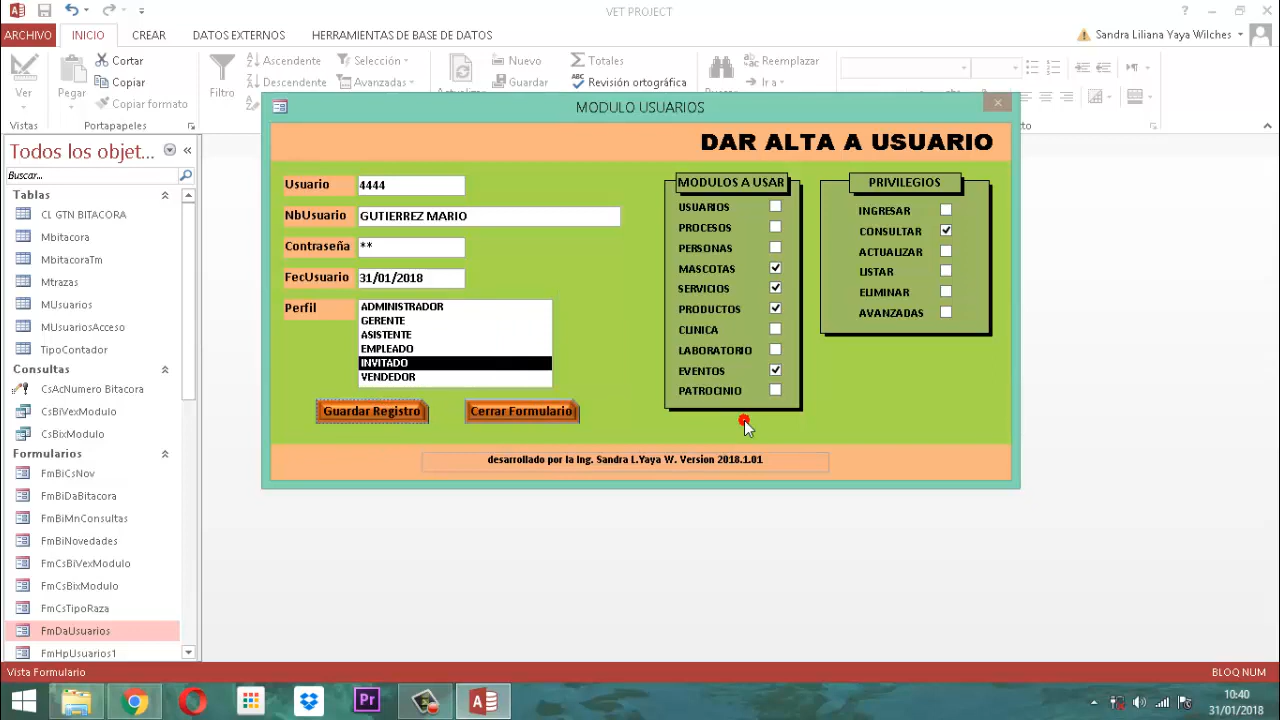 VET PROJECT
ARCHIVO INICIO CREAR DATOS EXTERNOS HERRAMIENTAS DE BASE DE DATOS
Sandra Liliana Yaya Wilches
Ver
Vistas
Pegar
Cortar
Copiar
Copiar formato
Portapapeles
Filtro
Ascendente
Descendente
Selección
Avanzadas
Nuevo
Guardar
Totales
Revisión ortográfica
Reemplazar
Ir a
Todos los objet...
Buscar...
Tablas
CL GTN BITACORA
Mbitacora
MbitacoraTm
Mtrazas
MUsuarios
MUsuariosAcceso
TipoContador
Consultas
CsAcNumero Bitacora
CsBiVexModulo
CsBixModulo
Formularios
FmBiCsNov
FmBiDaBitacora
FmBiMnConsultas
FmBiNovedades
FmCsBiVexModulo
FmCsBixModulo
FmCsTipoRaza
FmDaUsuarios
FmHpUsuarios1
MODULO USUARIOS
DAR ALTA A USUARIO
Usuario 4444
NbUsuario GUTIERREZ MARIO
Contraseña **
FecUsuario 31/01/2018
Perfil
ADMINISTRADOR
GERENTE
ASISTENTE
EMPLEADO
INVITADO
VENDEDOR
Guardar Registro Cerrar Formulario
MODULOS A USAR
USUARIOS
PROCESOS
PERSONAS
MASCOTAS
SERVICIOS
PRODUCTOS
CLINICA
LABORATORIO
EVENTOS
PATROCINIO
PRIVILEGIOS
INGRESAR
CONSULTAR
ACTUALIZAR
LISTAR
ELIMINAR
AVANZADAS
desarrollado por la Ing. Sandra L.Yaya W. Version 2018.1.01
Vista Formulario
BLOQ NUM
Pr
10:40
31/01/2018